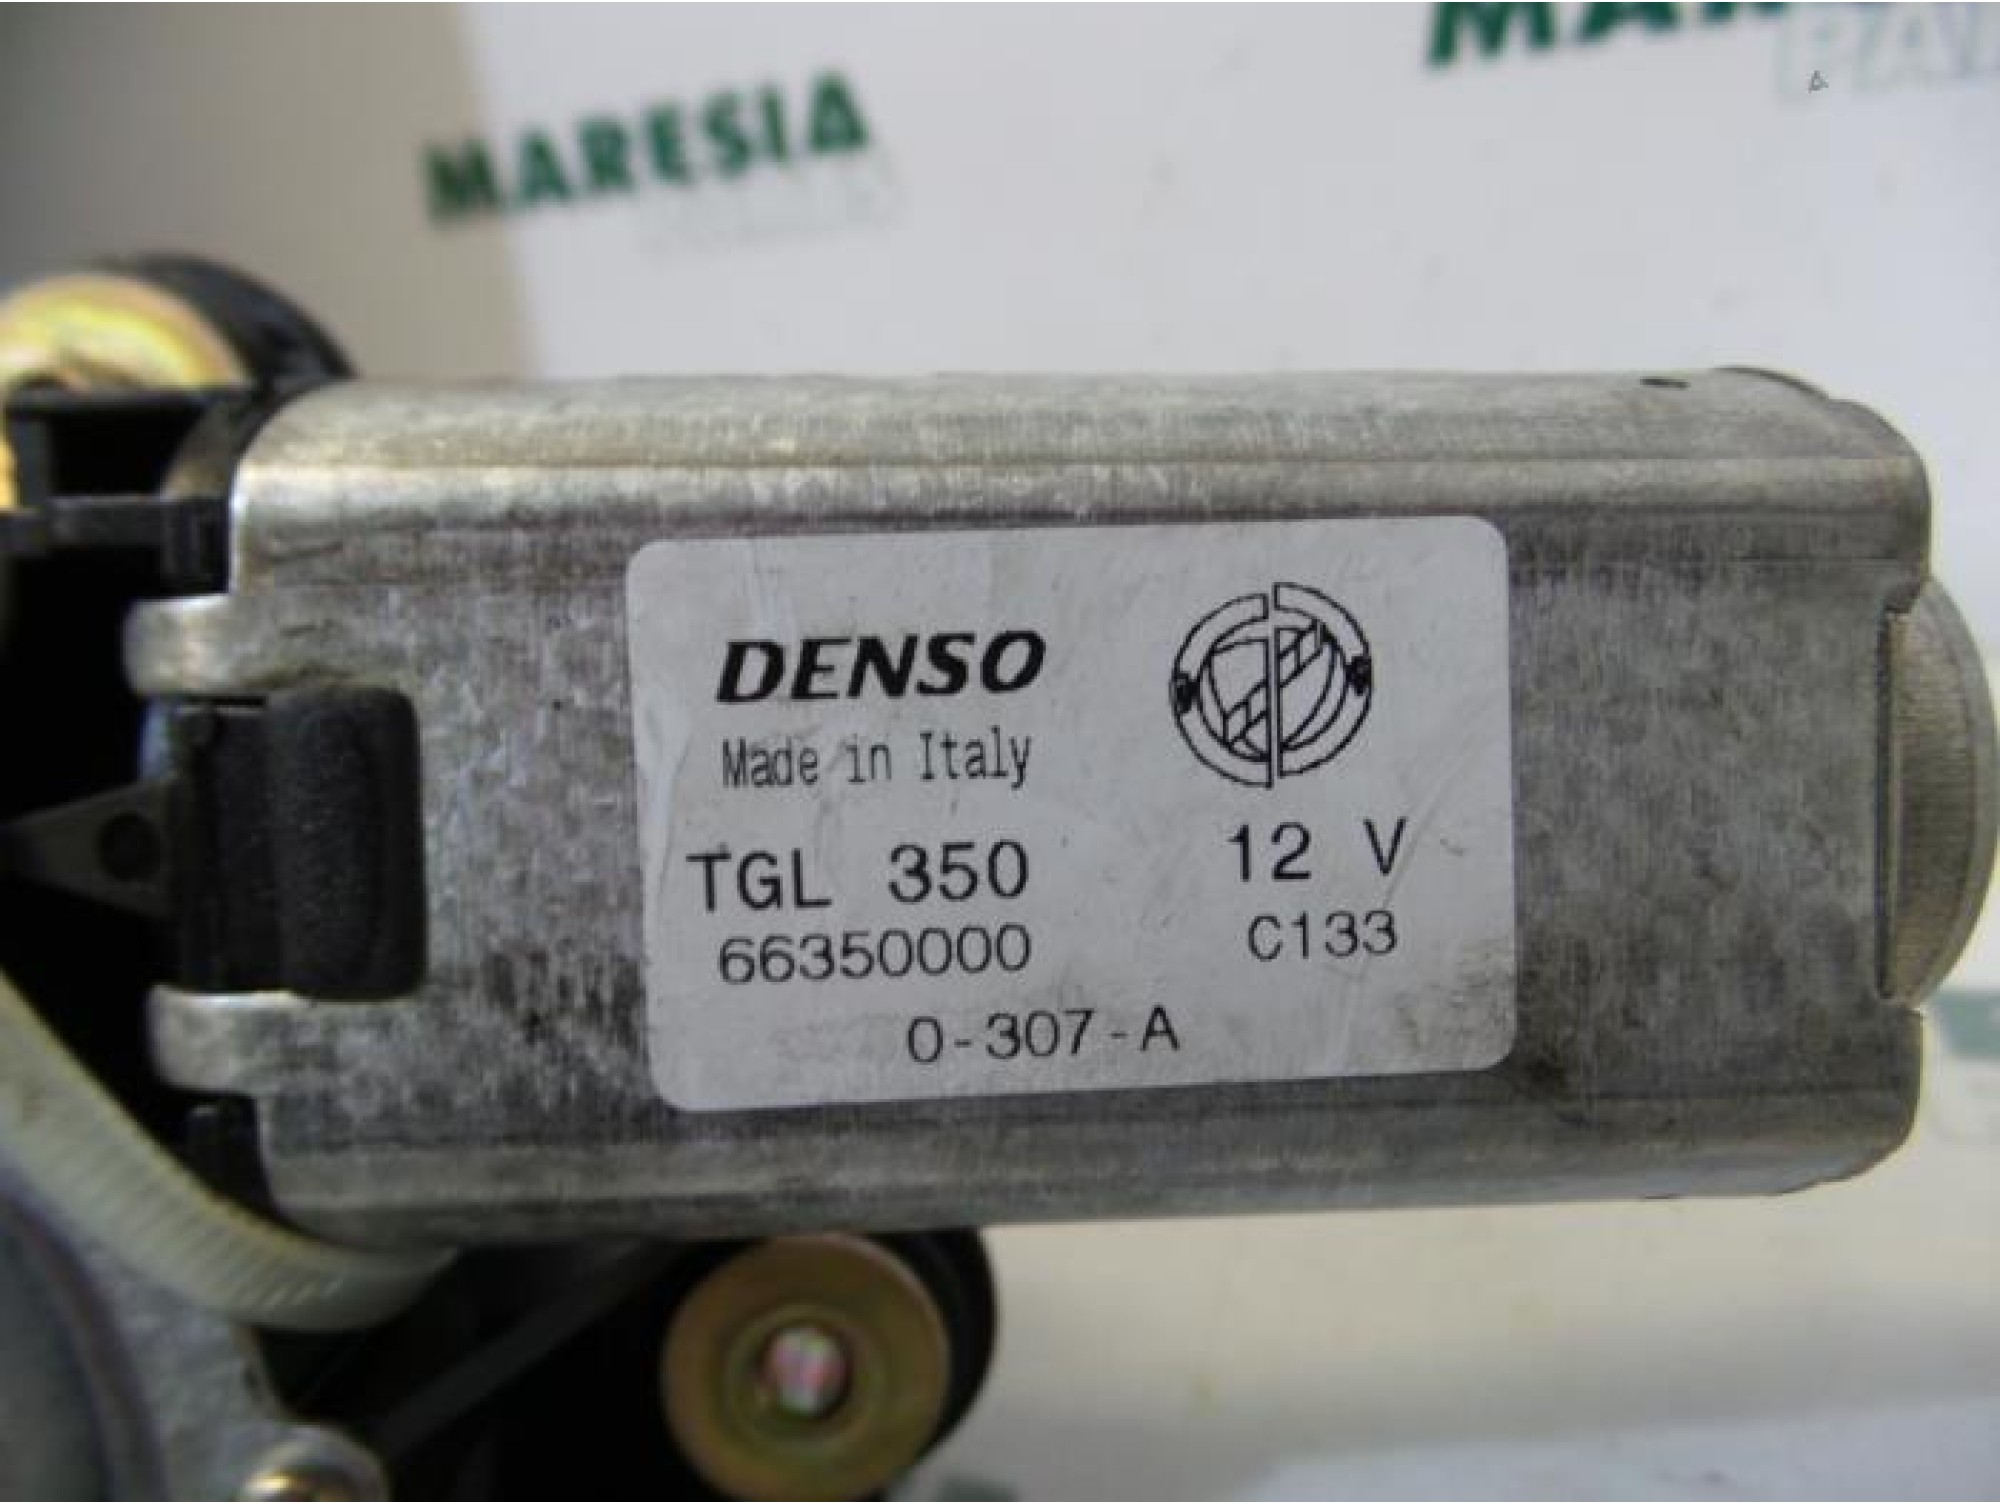 MARESIA
DENSO
Made in Italy
TGL 350 12 V
66350000 C133
0-307-A